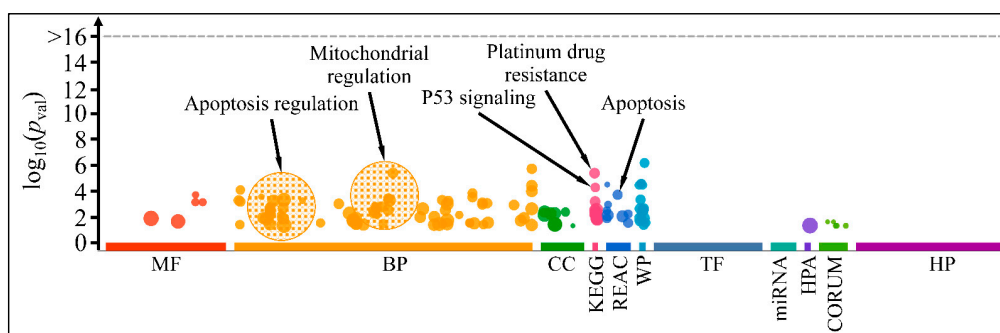 >16
14
12
10
8
6
4
2
0
log10(pval)
Mitochondrial
regulation
Apoptosis regulation
Platinum drug
resistance
P53 signaling
Apoptosis
MF
BP
CC
KEGG
REAC
WP
TF
miRNA
HPA
CORUM
HP